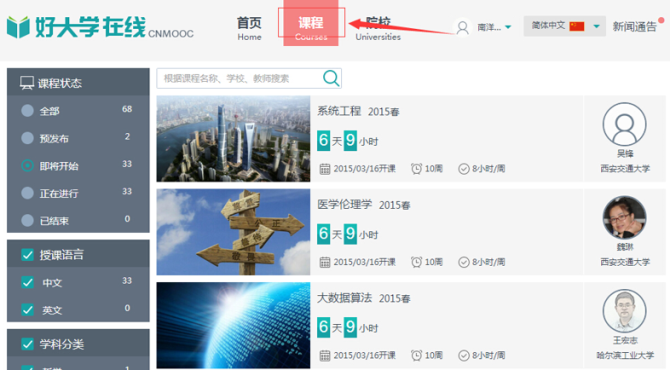 好大学在线 CNMOOC
首页
Home
课程
Courses
院校
Universities
南洋...
简体中文
新闻通告
课程状态
全部 68
预发布 2
即将开始 33
正在进行 33
已结束 0
授课语言
中文 33
英文 0
学科分类
根据课程名称、学校、教师搜索
系统工程 2015春
6 天 9 小时
2015/03/16开课 10周 8小时/周
吴锋
西安交通大学
医学伦理学 2015春
6 天 9 小时
2015/03/16开课 10周 8小时/周
魏琳
西安交通大学
大数据算法 2015春
6 天 9 小时
2015/03/16开课 10周 8小时/周
王宏志
哈尔滨工业大学